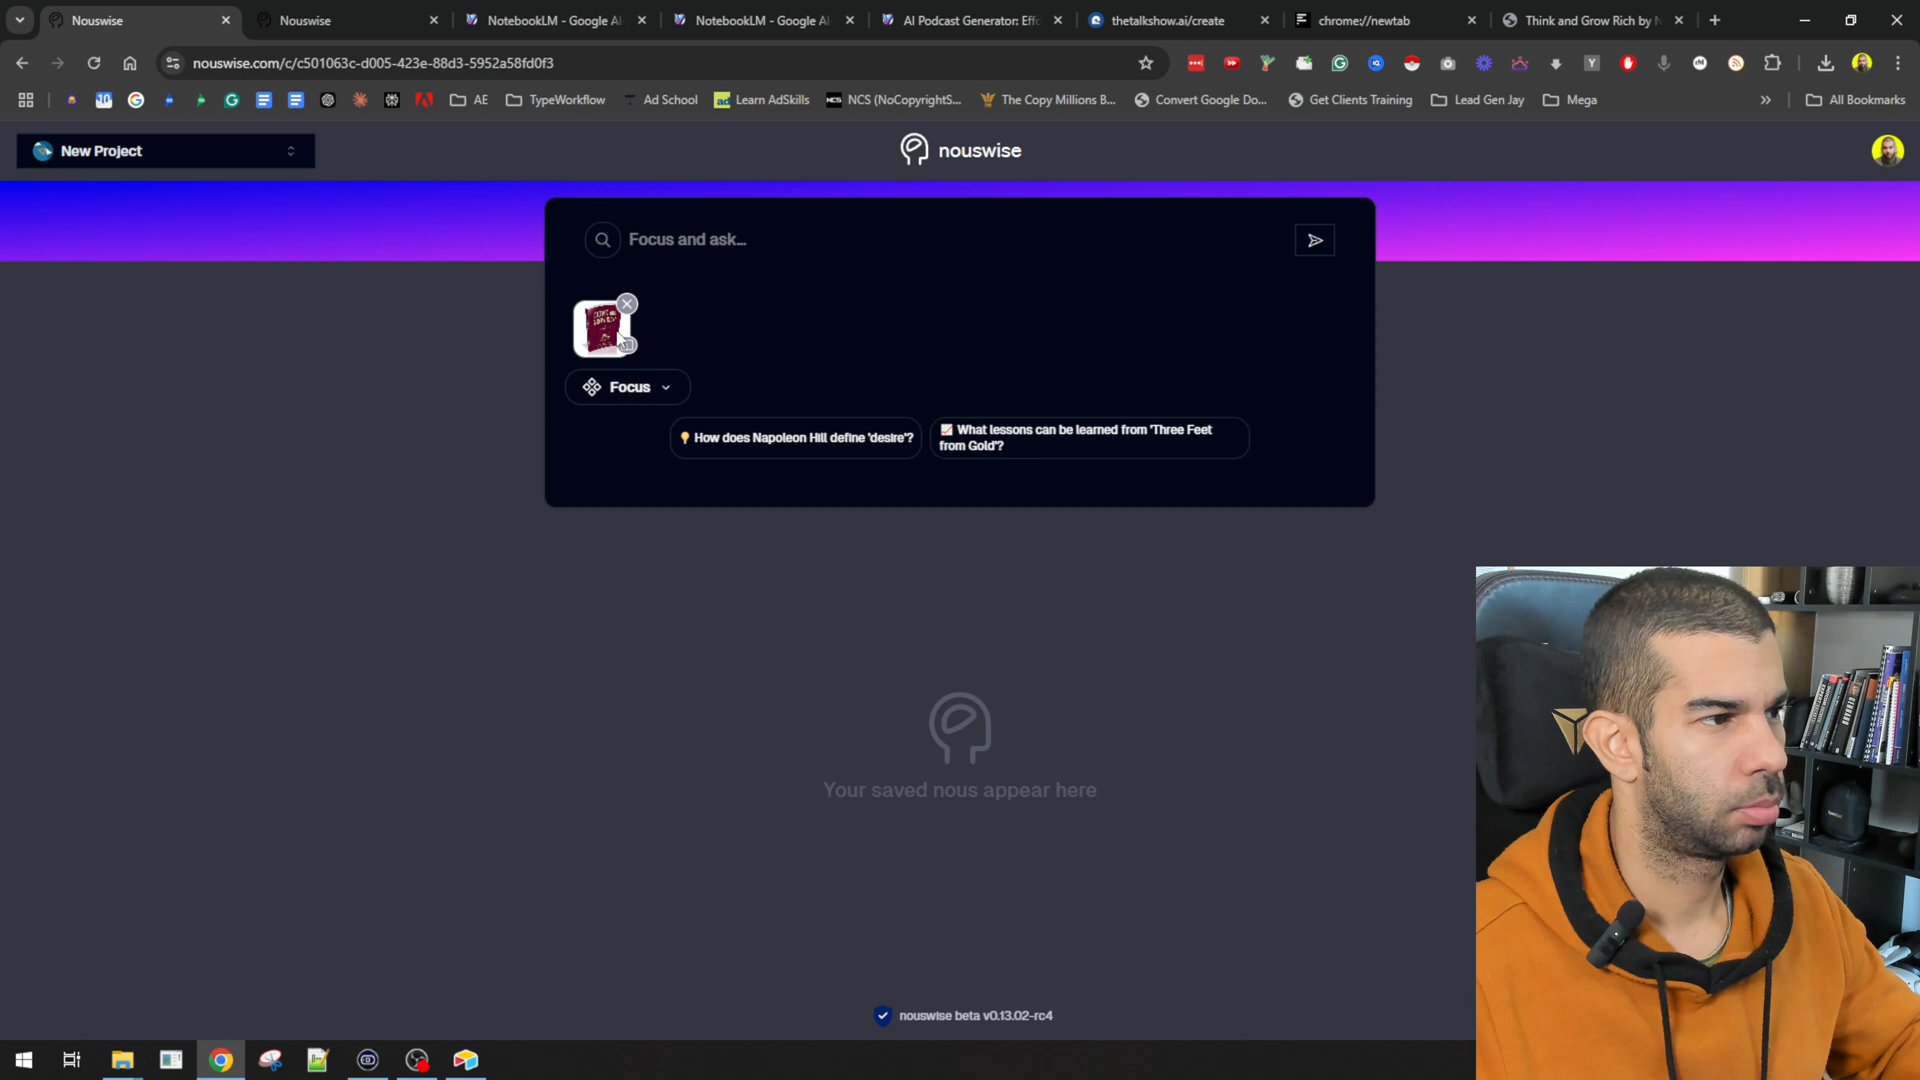 Nouswise
Nouswise
NotebookLM - Google AI-
NotebookLM - Google AI-
AI Podcast Generator: Effo
thetalkshow.ai/create
chrome://newtab
Think and Grow Rich by N
nouswise.com/c/c501063c-d005-423e-88d3-5952a58fd0f3
AE
TypeWorkflow
Ad School
Learn AdSkills
NCS (NoCopyrightS...
The Copy Millions B...
Convert Google Do...
Get Clients Training
Lead Gen Jay
Mega
All Bookmarks
New Project
nouswise
Focus and ask...
Focus
How does Napoleon Hill define 'desire'?
What lessons can be learned from 'Three Feet
from Gold'?
Your saved nous appear here
nouswise beta v0.13.02-rc4